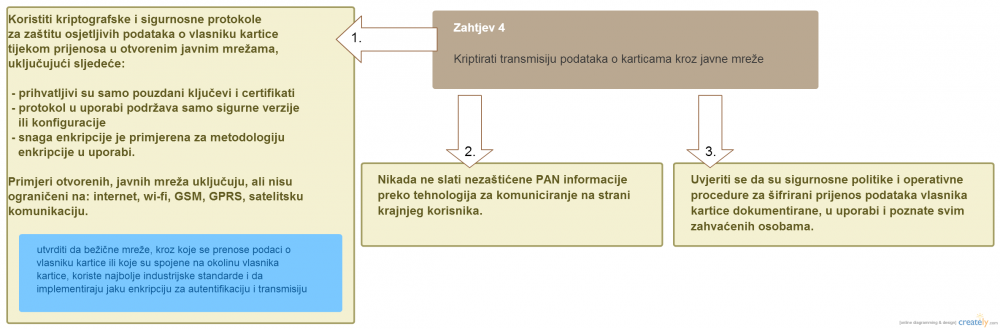 Koristiti kriptografske i sigurnosne protokole
za zaštitu osjetljivih podataka o vlasniku kartice
tijekom prijenosa u otvorenim javnim mrežama,
uključujući sljedeće:
- prihvatljivi su samo pouzdani ključevi i certifikati
- protokol u uporabi podržava samo sigurne verzije
ili konfiguracije
- snaga enkripcije je primjerena za metodologiju
enkripcije u uporabi.
Primjeri otvorenih, javnih mreža uključuju, ali nisu
ograničeni na: internet, wi-fi, GSM, GPRS, satelitsku
komunikaciju.
utvrditi da bežične mreže, kroz koje se prenose podaci o
vlasniku kartice ili koje su spojene na okolinu vlasnika
kartice, koriste najbolje industrijske standarde i da
implementiraju jaku enkripciju za autentifikaciju i transmisiju
1.
Zahtjev 4
Kriptirati transmisiju podataka o karticama kroz javne mreže
2.
Nikada ne slati nezaštićene PAN informacije
preko tehnologija za komuniciranje na strani
krajnjeg korisnika.
3.
Uvjeriti se da su sigurnosne politike i operativne
procedure za šifrirani prijenos podataka vlasnika
kartice dokumentirane, u uporabi i poznate svim
zahvaćenih osobama.
[online diagramming & design] creately.com